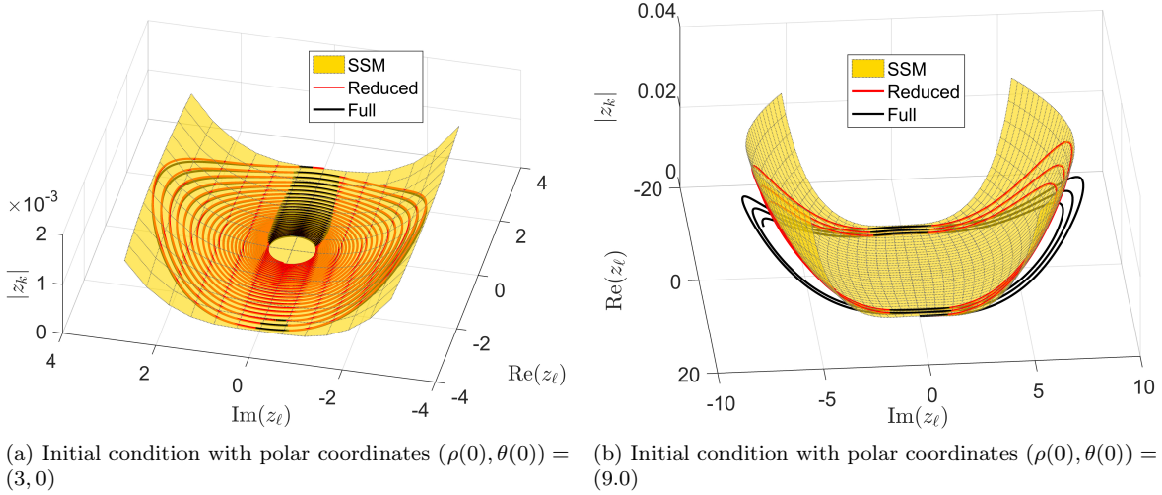 SSM
Reduced
Full
×10⁻³
2
1
0
|z_k|
4
2
0
-2
-4
Im(z_ℓ)
-4
-2
0
2
4
Re(z_ℓ)
0.04
0.02
0
|z_k|
SSM
Reduced
Full
-20
0
20
Re(z_ℓ)
-10
-5
0
5
10
Im(z_ℓ)
(a) Initial condition with polar coordinates (ρ(0), θ(0)) =
(3, 0)
(b) Initial condition with polar coordinates (ρ(0), θ(0)) =
(9.0)